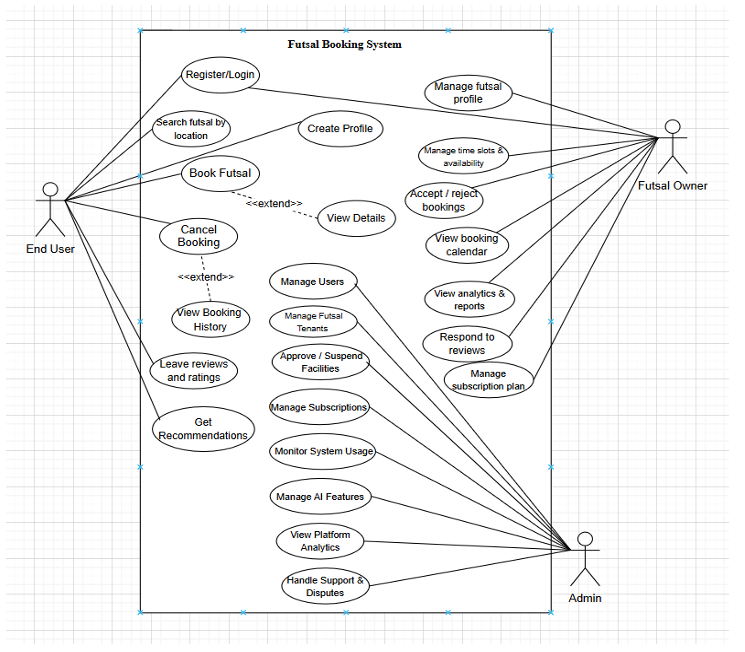 Futsal Booking System
Register/Login
Manage futsal
profile
Search futsal by
location
Create Profile
Manage time slots &
availability
Book Futsal
Futsal Owner
Accept / reject
bookings
<<extend>>
View Details
End User
Cancel
Booking
View booking
calendar
<<extend>>
Manage Users
View analytics &
reports
View Booking
History
Manage Futsal
Tenants
Respond to
reviews
Approve / Suspend
Facilities
Leave reviews
and ratings
Manage
subscription plan
Manage Subscriptions
Get
Recommendations
Monitor System Usage
Manage AI Features
View Platform
Analytics
Handle Support &
Disputes
Admin